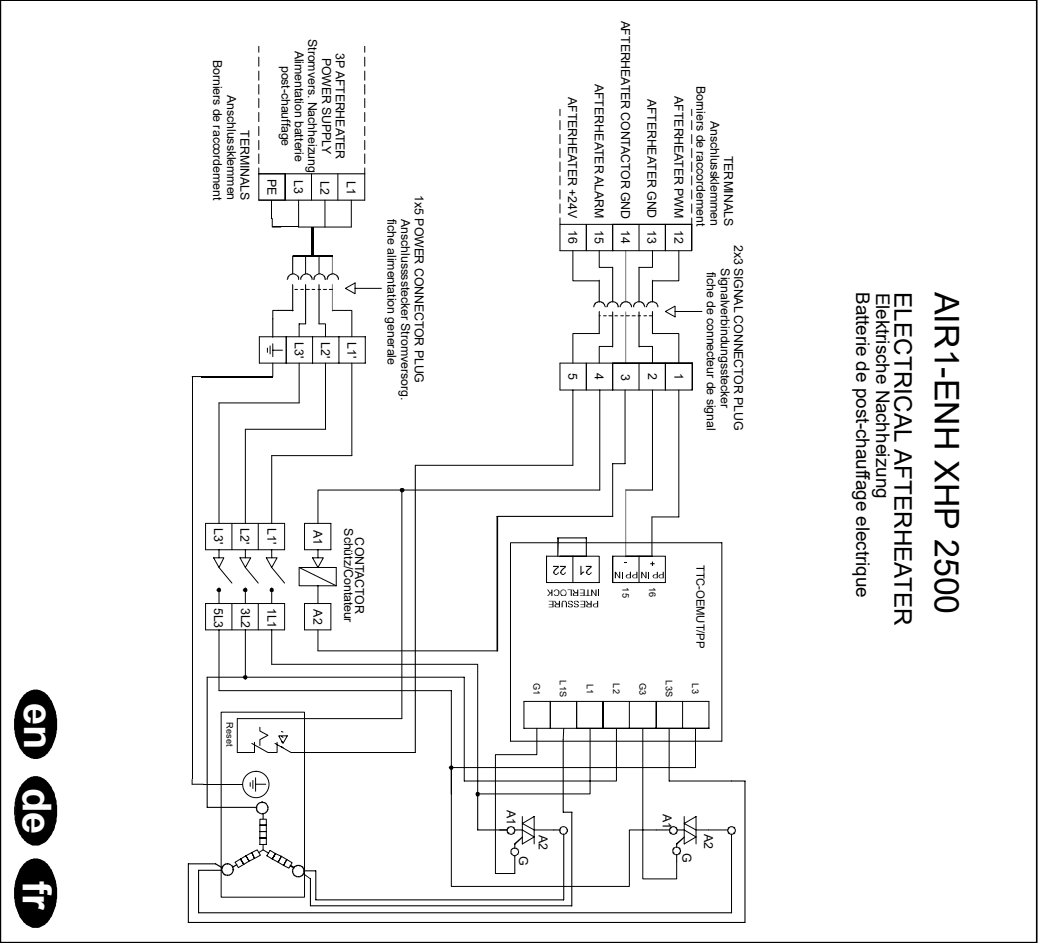 AIR1-ENH XHP 2500
ELECTRICAL AFTERHEATER
Elektrische Nachheizung
Batterie de post-chauffage electrique
TERMINALS
Anschlussklemmen
Borniers de raccordement
AFTERHEATER PWM
AFTERHEATER GND
AFTERHEATER CONTACTOR GND
AFTERHEATER ALARM
AFTERHEATER +24V
12
13
14
15
16
2x3 SIGNAL CONNECTOR PLUG
Signalverbindungsstecker
fiche de connecteur de signal
1
2
3
4
5
TTC-OEMUT/PP
+
PP IN
16
-
PP IN
15
21
22
PRESSURE
INTERLOCK
L3
L3S
G3
L2
L1
L1S
G1
A1
A2
G
A1
A2
G
TERMINALS
Anschlussklemmen
Borniers de raccordement
3P AFTERHEATER
POWER SUPPLY
Stromvers. Nachheizung
Alimentation batterie
post-chauffage
L1
L2
L3
PE
1x5 POWER CONNECTOR PLUG
Anschlussstecker Stromversorg.
fiche alimentation generale
L1'
L2'
L3'
CONTACTOR
Schütz/Contateur
A1
A2
L1'
L2'
L3'
1L1
3L2
5L3
Reset
en de fr